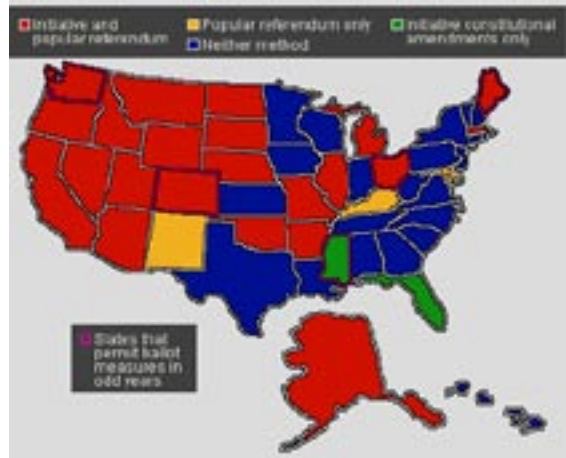 Initiative and
popular referendum
Popular referendum only
Neither method
Initiative constitutional
amendments only
States that
permit ballot
measures in
odd years